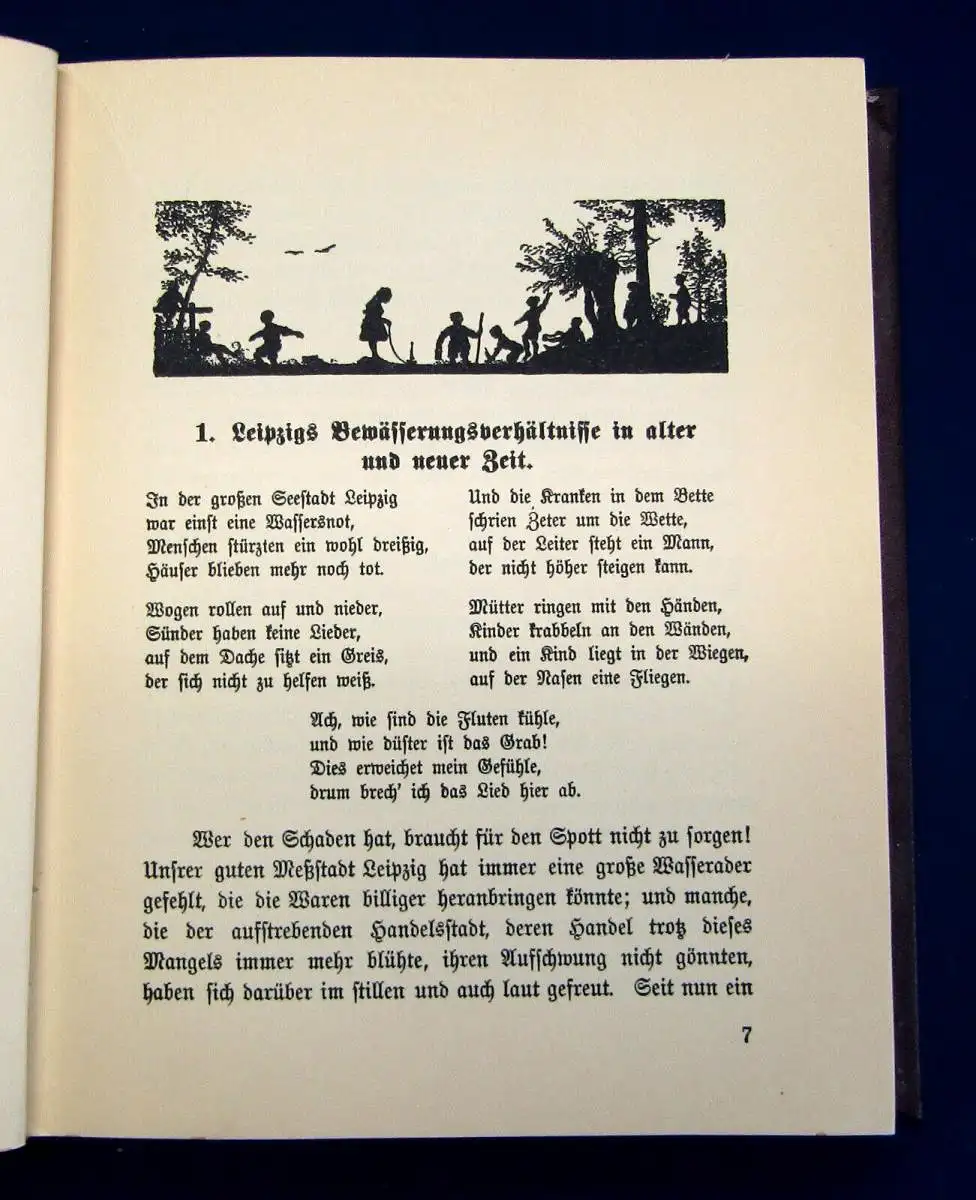 1. Leipzigs Bewässerungsverhältnisse in alter
und neuer Zeit.
In der großen Seestadt Leipzig
war einst eine Wassersnot,
Menschen stürzten ein wohl dreißig,
Häuser blieben mehr noch tot.
Wogen rollen auf und nieder,
Sünder haben keine Lieder,
auf dem Dache sitzt ein Greis,
der sich nicht zu helfen weiß.
Und die Kranken in dem Bette
schrien Zeter um die Wette,
auf der Leiter steht ein Mann,
der nicht höher steigen kann.
Mütter ringen mit den Händen,
Kinder krabbeln an den Wänden,
und ein Kind liegt in der Wiegen,
auf der Nasen eine Fliegen.
Ach, wie sind die Fluten kühle,
und wie düster ist das Grab!
Dies erweichet mein Gefühle,
drum brech' ich das Lied hier ab.
Wer den Schaden hat, braucht für den Spott nicht zu sorgen!
Unsrer guten Meßstadt Leipzig hat immer eine große Wasserader
gefehlt, die die Waren billiger heranbringen könnte; und manche,
die der aufstrebenden Handelsstadt, deren Handel trotz dieses
Mangels immer mehr blühte, ihren Aufschwung nicht gönnten,
haben sich darüber im stillen und auch laut gefreut. Seit nun ein
7